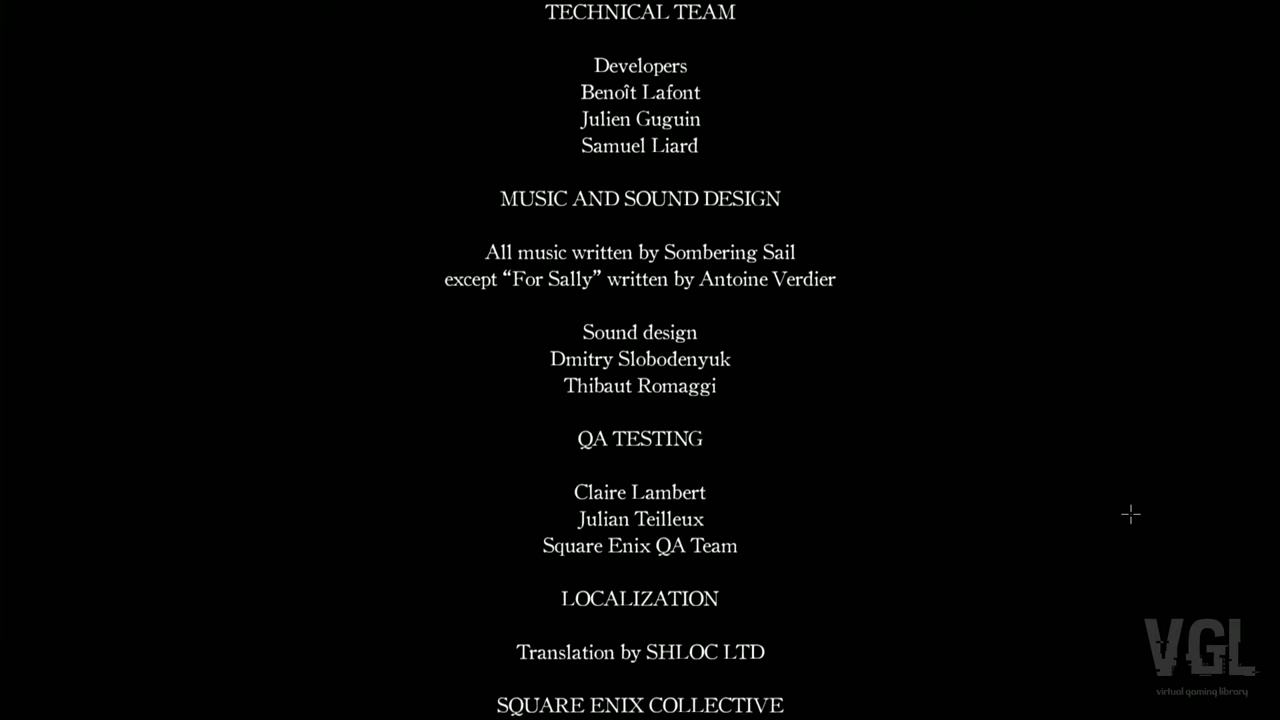 TECHNICAL TEAM
Developers
Benoît Lafont
Julien Guguin
Samuel Liard
MUSIC AND SOUND DESIGN
All music written by Sombering Sail
except “For Sally” written by Antoine Verdier
Sound design
Dmitry Slobodenyuk
Thibaut Romaggi
QA TESTING
Claire Lambert
Julian Teilleux
Square Enix QA Team
LOCALIZATION
Translation by SHLOC LTD
SQUARE ENIX COLLECTIVE
VGL
virtual gaming library